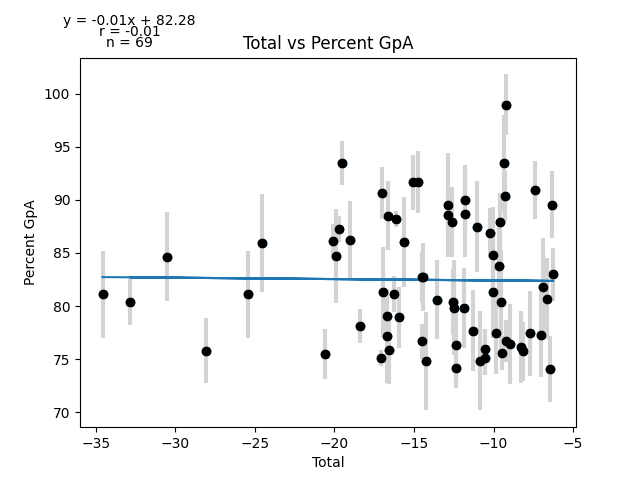 y = -0.01x + 82.28
r = -0.01
n = 69
Total vs Percent GpA
Percent GpA
100
95
90
85
80
75
70
−35
−30
−25
−20
−15
−10
−5
Total